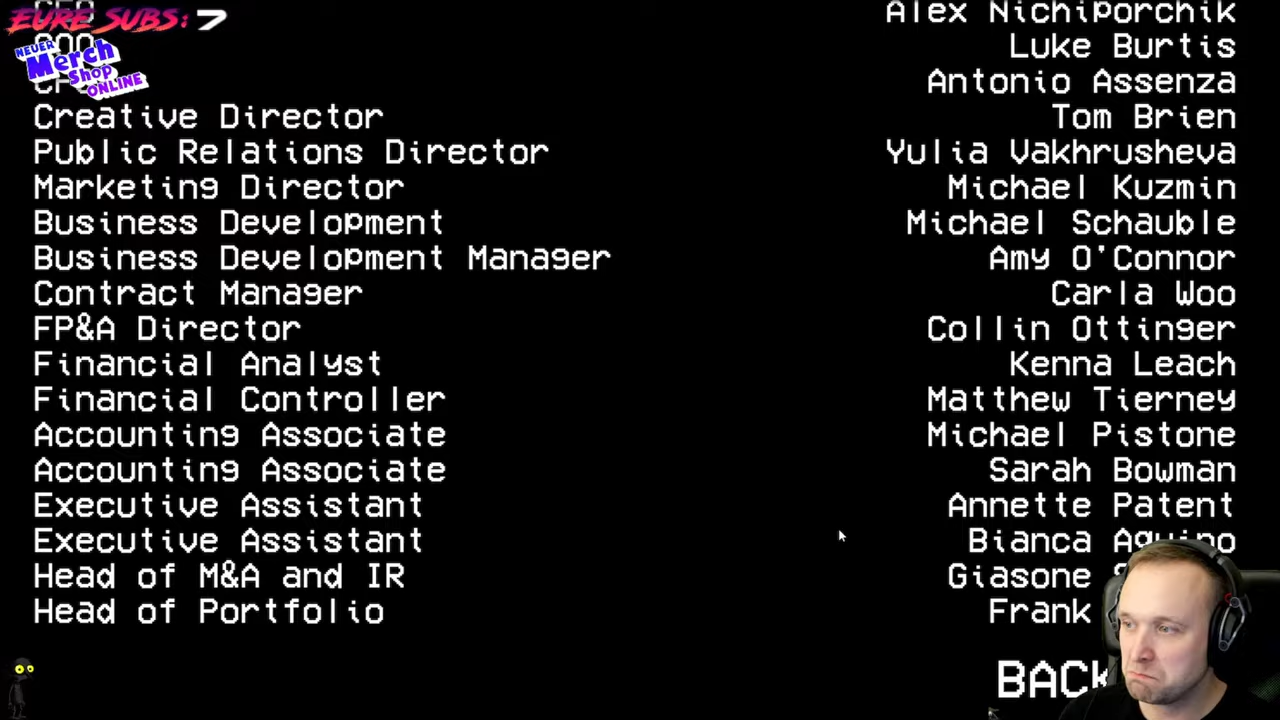 CEO Alex Nichiporchik
EURE SUBS: 7
COO Luke Burtis
NEUER Merch Shop ONLINE
Antonio Assenza
Creative Director Tom Brien
Public Relations Director Yulia Vakhrusheva
Marketing Director Michael Kuzmin
Business Development Michael Schauble
Business Development Manager Amy O'Connor
Contract Manager Carla Woo
FP&A Director Collin Ottinger
Financial Analyst Kenna Leach
Financial Controller Matthew Tierney
Accounting Associate Michael Pistone
Accounting Associate Sarah Bowman
Executive Assistant Annette Patent
Executive Assistant Bianca Aquino
Head of M&A and IR Giasone
Head of Portfolio Frank
BACK